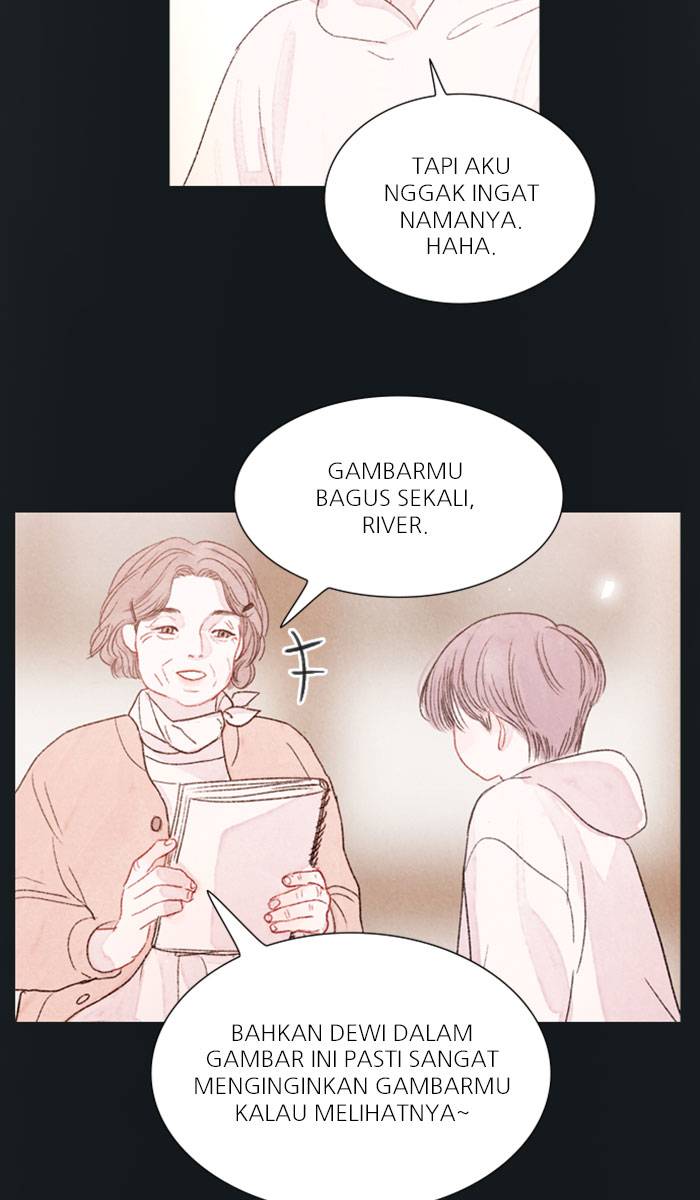 TAPI AKU
NGGAK INGAT
NAMANYA.
HAHA.
GAMBARMU
BAGUS SEKALI,
RIVER.
BAHKAN DEWI DALAM
GAMBAR INI PASTI SANGAT
MENGINGINKAN GAMBARMU
KALAU MELIHATNYA~